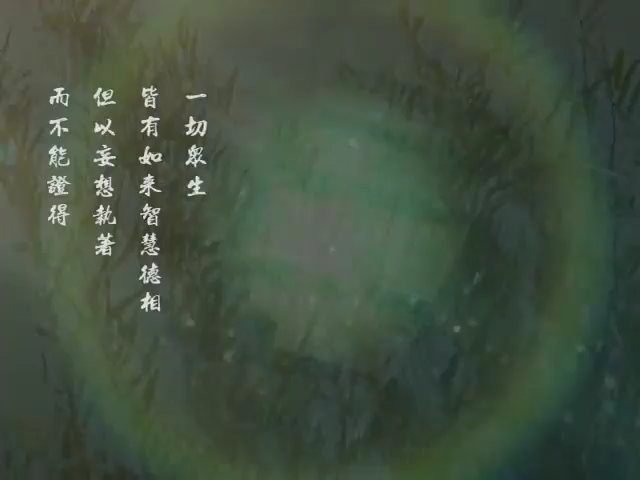 一切眾生
皆有如来智慧德相
但以妄想執著
而不能證得